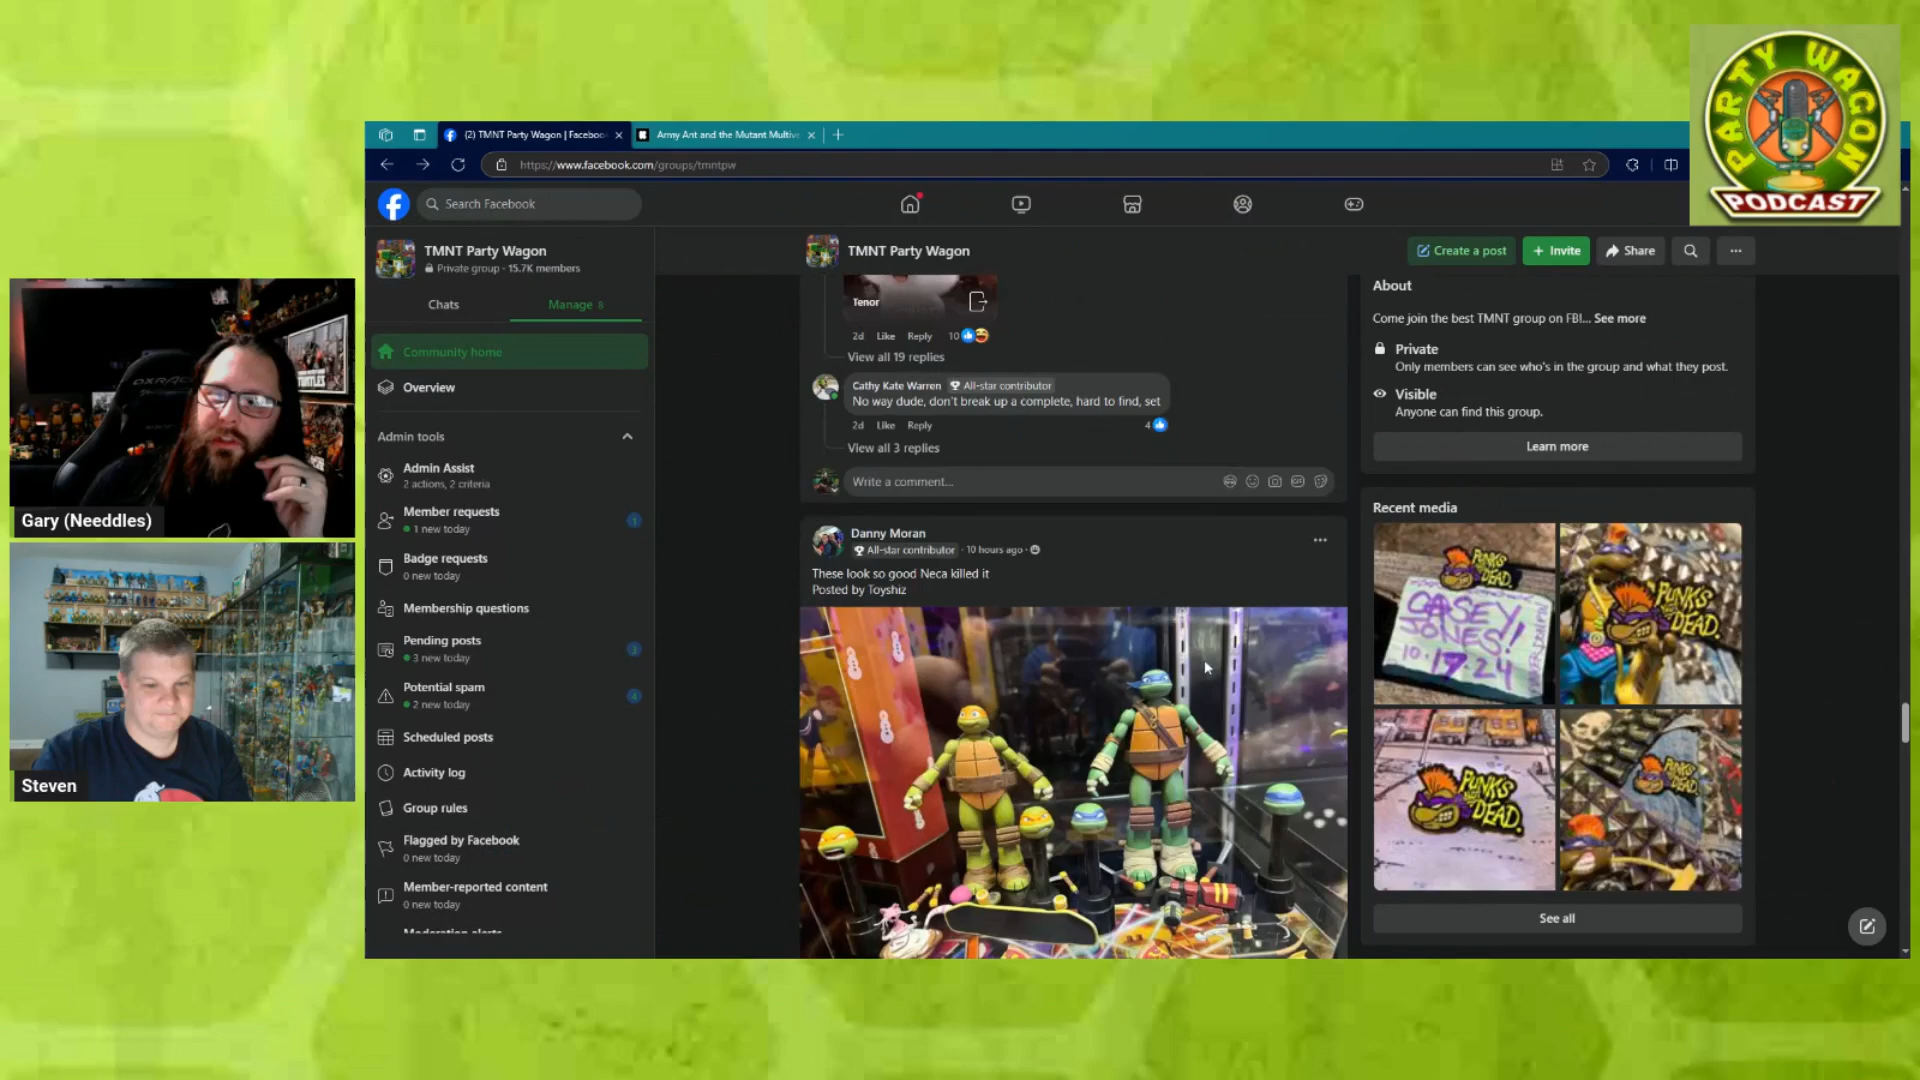 PARTY WAGON
PODCAST
(2) TMNT Party Wagon | Faceboo
Army Ant and the Mutant Multiv
https://www.facebook.com/groups/tmntpw
Search Facebook
TMNT Party Wagon
Private group · 15.7K members
Chats
Manage 8
Community home
Overview
Admin tools
Admin Assist
2 actions, 2 criteria
Member requests
1 new today
1
Badge requests
0 new today
Membership questions
Pending posts
3 new today
3
Potential spam
2 new today
4
Scheduled posts
Activity log
Group rules
Flagged by Facebook
0 new today
Member-reported content
0 new today
Moderation alerts
TMNT Party Wagon
Create a post
+ Invite
Share
Tenor
2d Like Reply 10
View all 19 replies
Cathy Kate Warren All-star contributor
No way dude, don't break up a complete, hard to find, set
2d Like Reply 4
View all 3 replies
Write a comment...
Danny Moran
All-star contributor · 10 hours ago ·
These look so good Neca killed it
Posted by Toyshiz
About
Come join the best TMNT group on FB!... See more
Private
Only members can see who's in the group and what they post.
Visible
Anyone can find this group.
Learn more
Recent media
PUNKS
DEAD.
CASEY
JONES!
10.17.24
PUNKS
DEAD.
PUNKS
DEAD.
PUNKS
DEAD.
See all
TURTLES
Gary (Needdles)
Steven